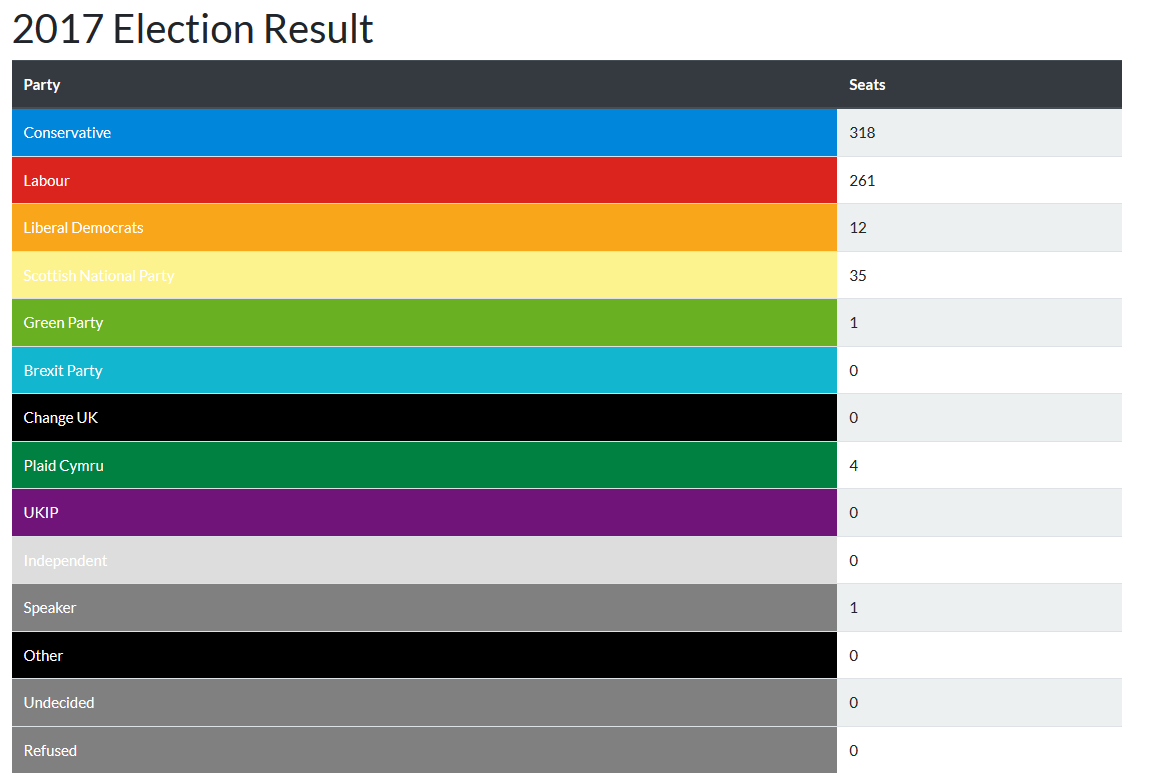 2017 Election Result
Party Seats
Conservative 318
Labour 261
Liberal Democrats 12
Scottish National Party 35
Green Party 1
Brexit Party 0
Change UK 0
Plaid Cymru 4
UKIP 0
Independent 0
Speaker 1
Other 0
Undecided 0
Refused 0